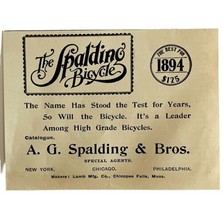 The Spalding
Bicycle
THE BEST FOR
1894
$125
The Name Has Stood the Test for Years,
So Will the Bicycle. It's a Leader
Among High Grade Bicycles.
Catalogue.
A. G. Spalding & Bros.
SPECIAL AGENTS.
NEW YORK, CHICAGO, PHILADELPHIA.
Makers: Lamb Mfg. Co., Chicopee Falls, Mass.